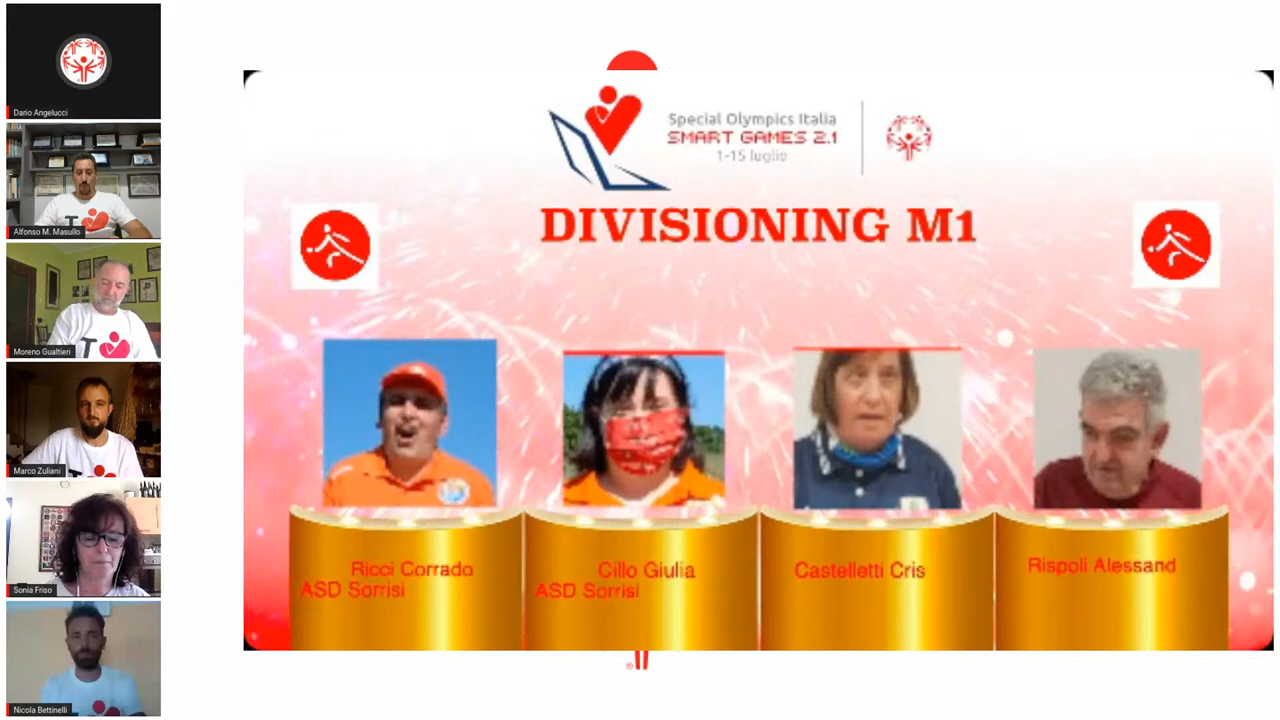 Dario Angelucci
Alfonso M. Masullo
Moreno Gualtieri
Marco Zuliani
Sonia Friso
Nicola Bettinelli
Special Olympics Italia
SMART GAMES 2.1
1-15 luglio
DIVISIONING M1
Ricci Corrado
ASD Sorrisi
Cillo Giulia
ASD Sorrisi
Castelletti Cris
Rispoli Alessand